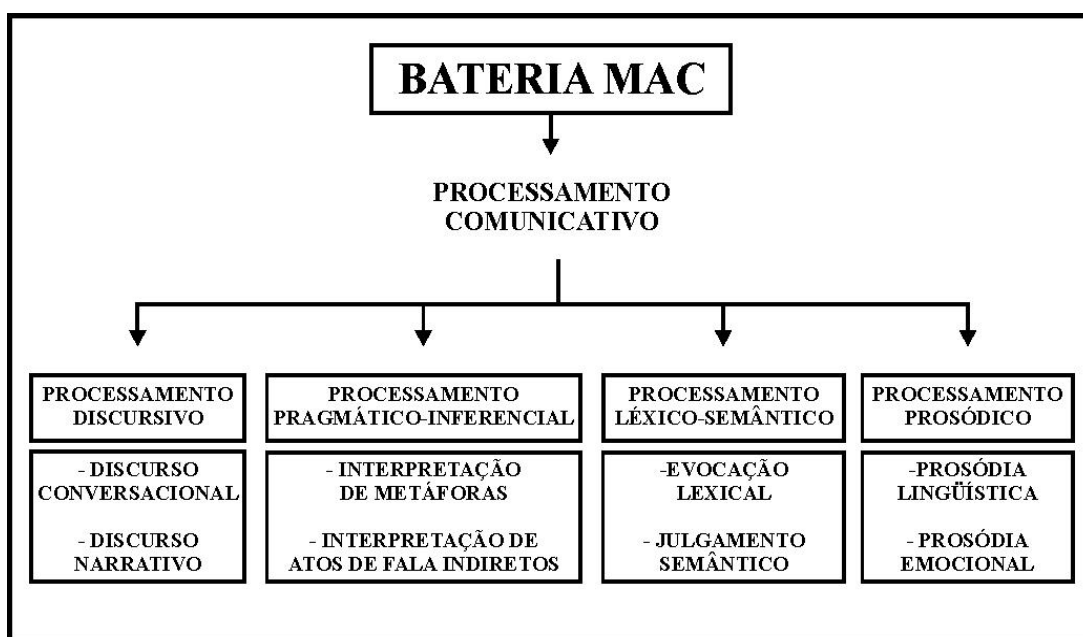 BATERIA MAC
PROCESSAMENTO
COMUNICATIVO
PROCESSAMENTO
DISCURSIVO
- DISCURSO
CONVERSACIONAL
- DISCURSO
NARRATIVO
PROCESSAMENTO
PRAGMÁTICO-INFERENCIAL
- INTERPRETAÇÃO
DE METÁFORAS
- INTERPRETAÇÃO DE
ATOS DE FALA INDIRETOS
PROCESSAMENTO
LÉXICO-SEMÂNTICO
-EVOCAÇÃO
LEXICAL
- JULGAMENTO
SEMÂNTICO
PROCESSAMENTO
PROSÓDICO
-PROSÓDIA
LINGÜÍSTICA
- PROSÓDIA
EMOCIONAL